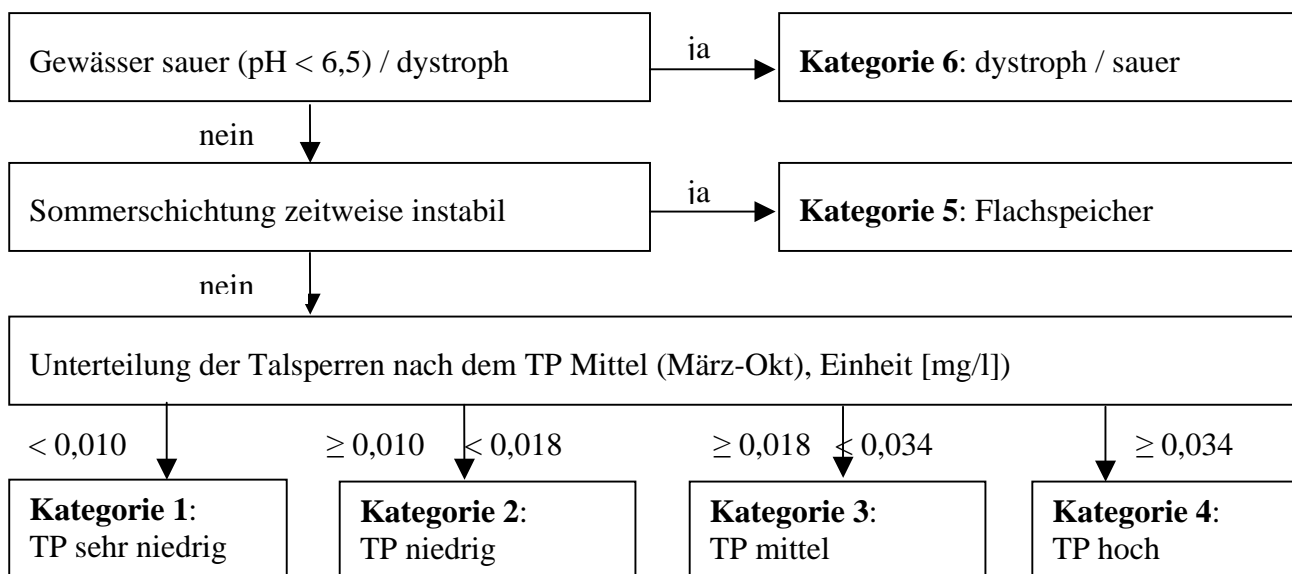 Gewässer sauer (pH < 6,5) / dystroph
ja
Kategorie 6: dystroph / sauer
nein
Sommerschichtung zeitweise instabil
ja
Kategorie 5: Flachspeicher
nein
Unterteilung der Talsperren nach dem TP Mittel (März-Okt), Einheit [mg/l])
< 0,010
≥ 0,010 < 0,018
≥ 0,018 < 0,034
≥ 0,034
Kategorie 1:
TP sehr niedrig
Kategorie 2:
TP niedrig
Kategorie 3:
TP mittel
Kategorie 4:
TP hoch